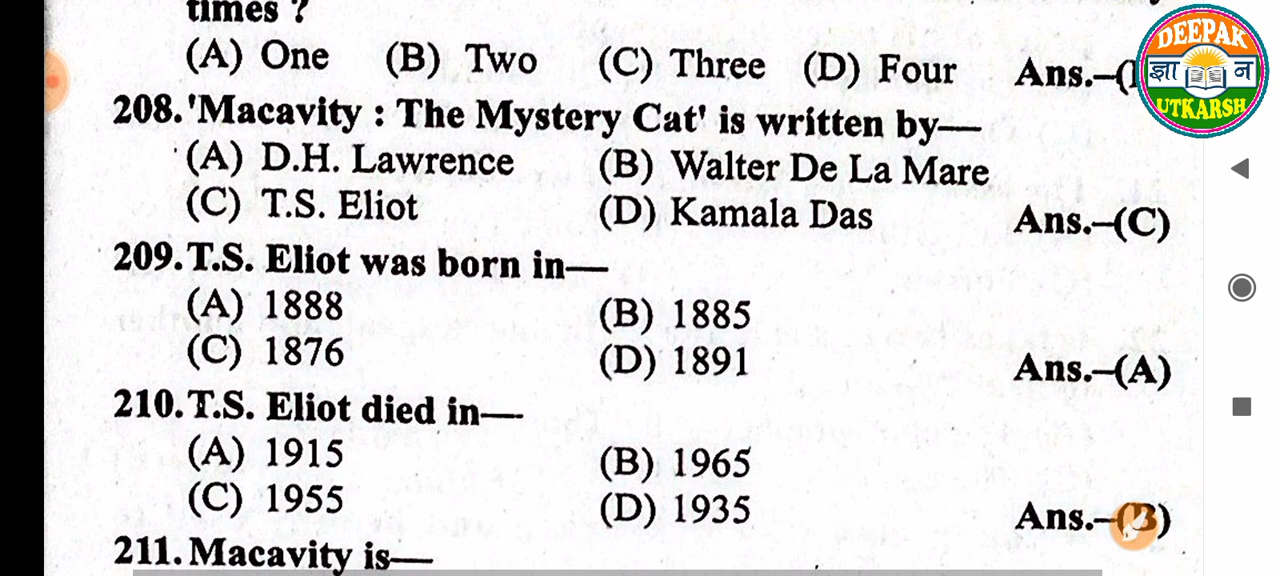 times ?
(A) One (B) Two (C) Three (D) Four Ans.–(
208. 'Macavity : The Mystery Cat' is written by—
(A) D.H. Lawrence (B) Walter De La Mare
(C) T.S. Eliot (D) Kamala Das Ans.–(C)
209. T.S. Eliot was born in—
(A) 1888 (B) 1885
(C) 1876 (D) 1891 Ans.–(A)
210. T.S. Eliot died in—
(A) 1915 (B) 1965
(C) 1955 (D) 1935 Ans.–(B)
211. Macavity is—
DEEPAK
ज्ञा न
UTKARSH